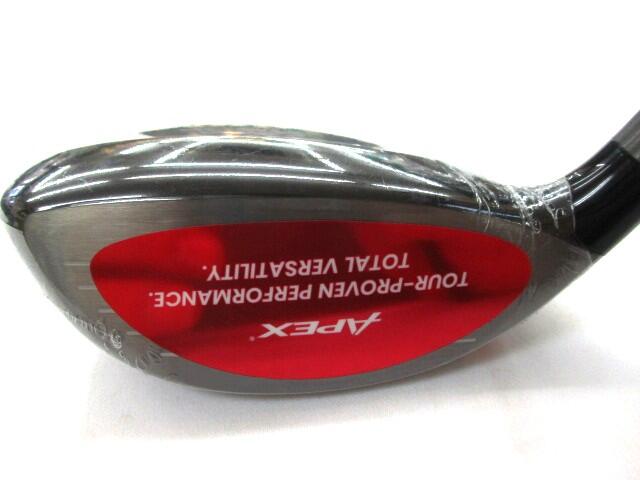 APEX®
TOUR-PROVEN PERFORMANCE.
TOTAL VERSATILITY.